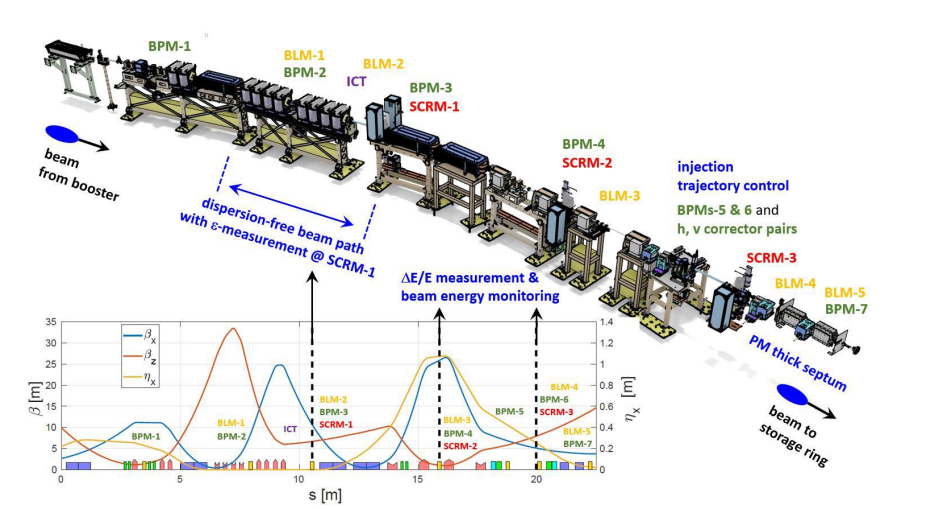 BPM-1
BLM-1
BPM-2
ICT
BLM-2
BPM-3
SCRM-1
BPM-4
SCRM-2
BLM-3
injection
trajectory control
BPMs-5 & 6 and
h, v corrector pairs
SCRM-3
BLM-4
BLM-5
BPM-7
beam
from booster
dispersion-free beam path
with ε-measurement @ SCRM-1
ΔE/E measurement &
beam energy monitoring
PM thick septum
beam to
storage ring
35
30
25
20
15
10
5
0
β [m]
βx
βz
ηx
1.4
1.2
1
0.8
0.6
0.4
0.2
0
ηx [m]
BPM-1
BLM-1
BPM-2
ICT
BLM-2
BPM-3
SCRM-1
BLM-3
BPM-4
SCRM-2
BPM-5
BLM-4
BPM-6
SCRM-3
BLM-5
BPM-7
0
5
10
15
20
s [m]